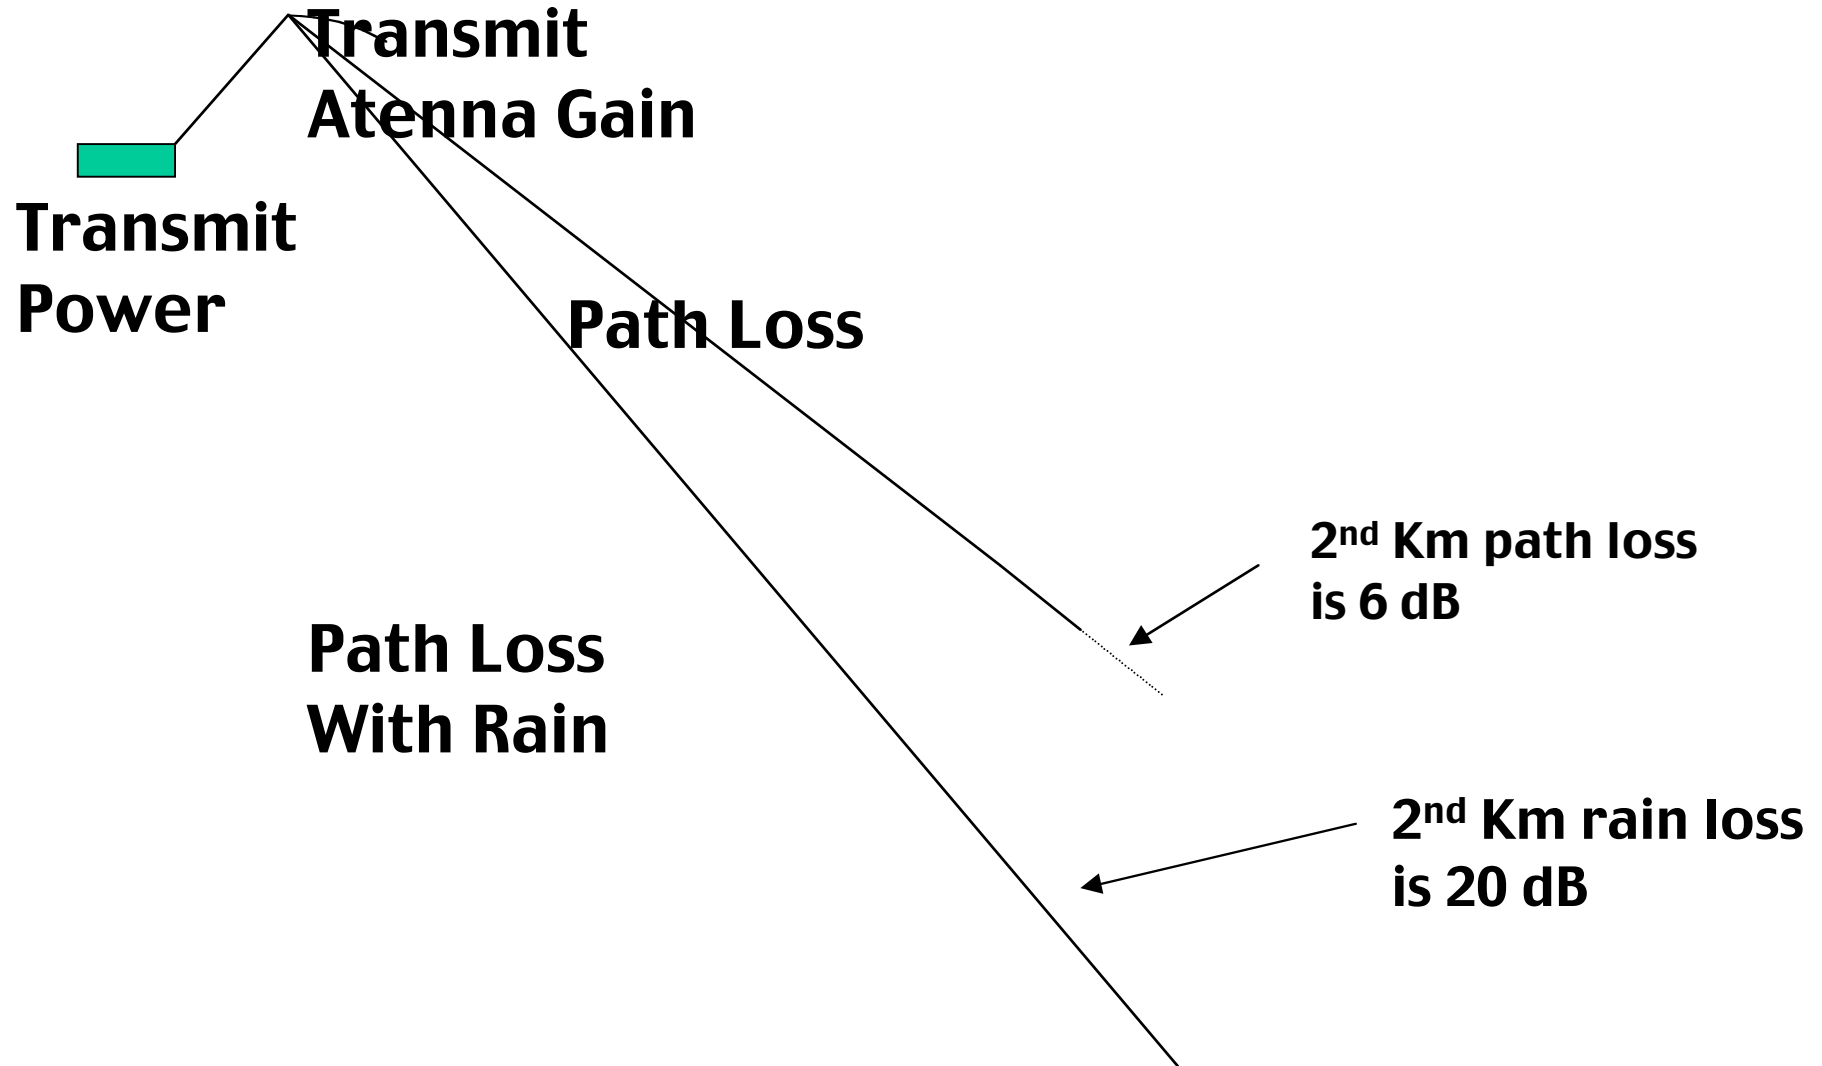 Transmit
Atenna Gain
Transmit
Power
Path Loss
2nd Km path loss
is 6 dB
Path Loss
With Rain
2nd Km rain loss
is 20 dB